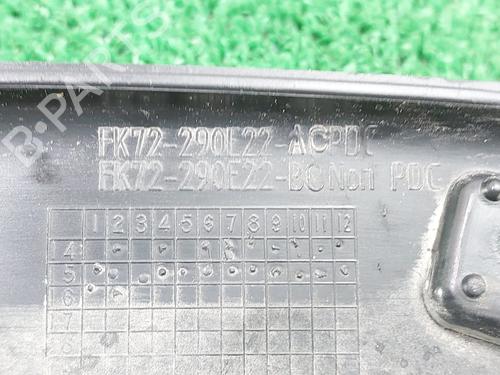 B-PARTS
FK72-290E22-ACPDC
FK72-290E22-BC Non PDC
1 2 3 4 5 6 7 8 9 10 11 12
4
5
6
7